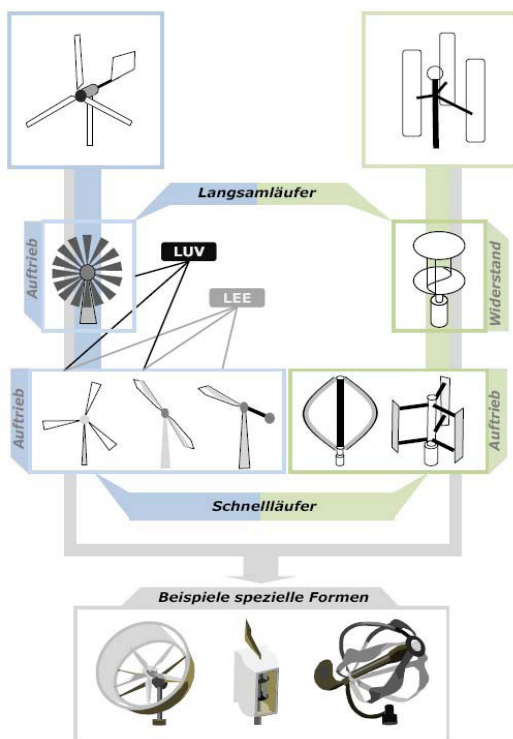 Langsamläufer
Auftrieb
LUV
LEE
Widerstand
Auftrieb
Auftrieb
Schnellläufer
Beispiele spezielle Formen